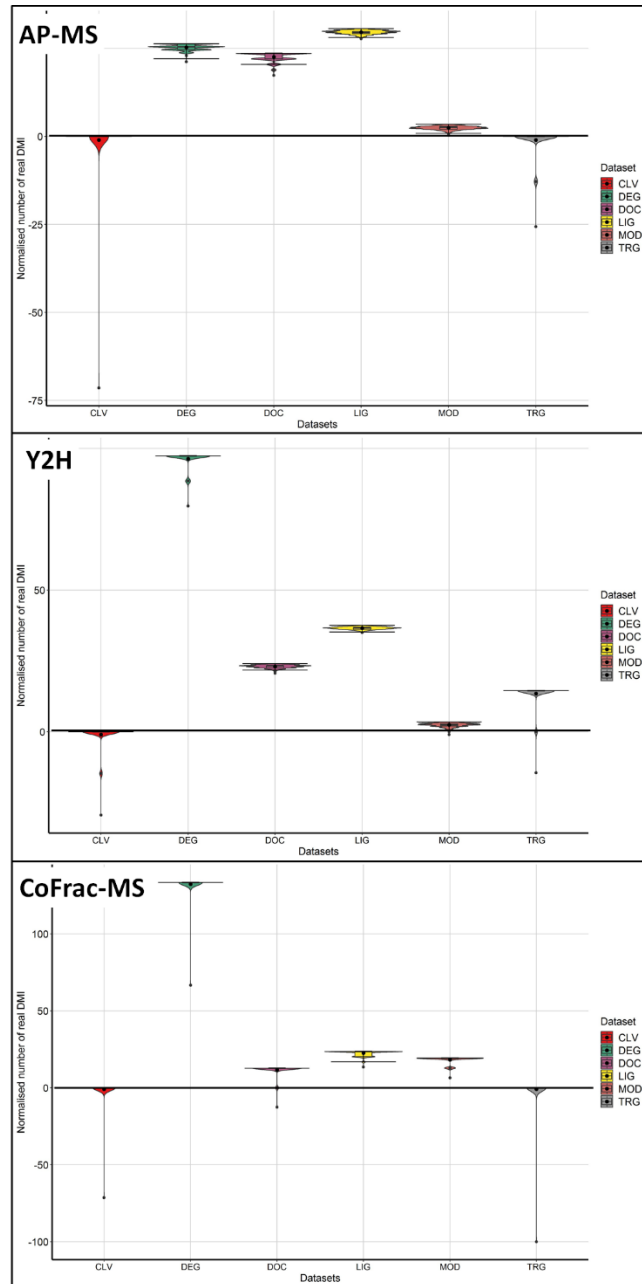 AP-MS
Normalised number of real DMI
0
-25
-50
-75
CLV DEG DOC LIG MOD TRG
Datasets
Dataset
CLV
DEG
DOC
LIG
MOD
TRG
Y2H
Normalised number of real DMI
50
0
CLV DEG DOC LIG MOD TRG
Datasets
Dataset
CLV
DEG
DOC
LIG
MOD
TRG
CoFrac-MS
Normalised number of real DMI
100
50
0
-50
-100
CLV DEG DOC LIG MOD TRG
Datasets
Dataset
CLV
DEG
DOC
LIG
MOD
TRG